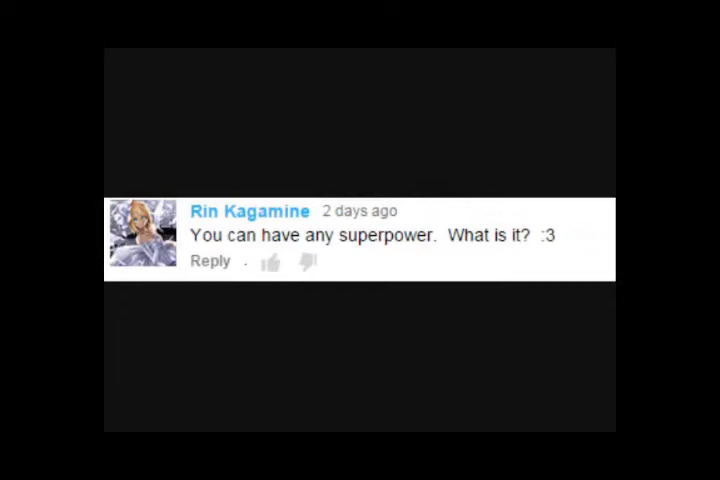 Rin Kagamine 2 days ago
You can have any superpower.  What is it?  :3
Reply .